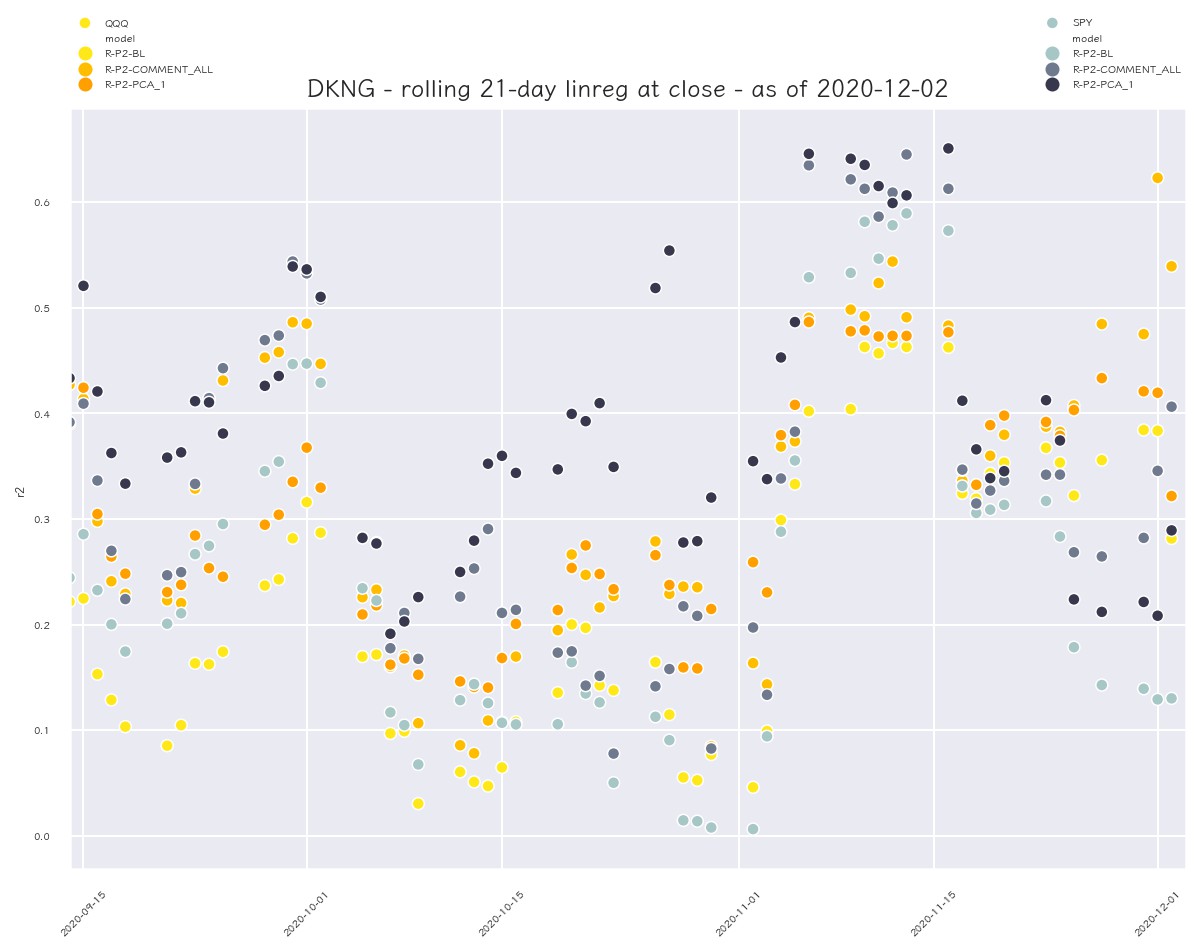 QQQ
model
R-P2-BL
R-P2-COMMENT_ALL
R-P2-PCA_1
SPY
model
R-P2-BL
R-P2-COMMENT_ALL
R-P2-PCA_1
DKNG - rolling 21-day linreg at close - as of 2020-12-02
r2
0.6
0.5
0.4
0.3
0.2
0.1
0.0
2020-09-15
2020-10-01
2020-10-15
2020-11-01
2020-11-15
2020-12-01